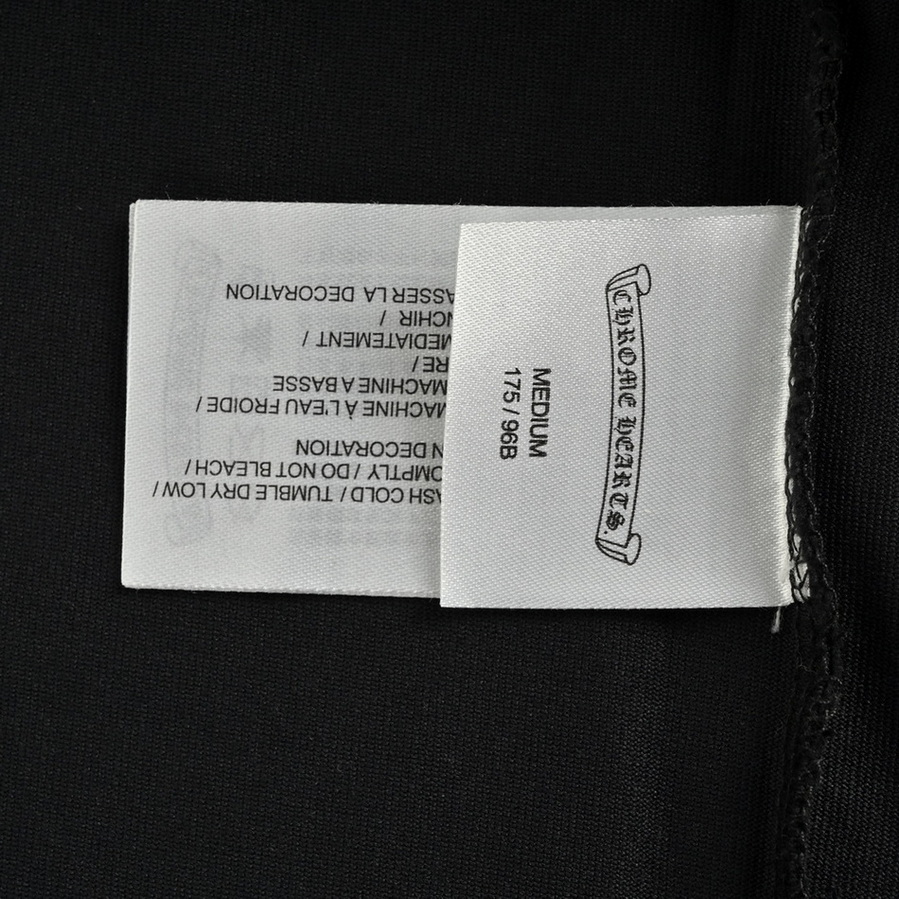 CHROME HEARTS.
MEDIUM
175 / 96B
ASH COLD / TUMBLE DRY LOW /
OMPTLY / DO NOT BLEACH /
N DECORATION
MACHINE À L'EAU FROIDE /
MACHINE A BASSE
RE /
MEDIATEMENT /
NCHIR /
ASSER LA DECORATION